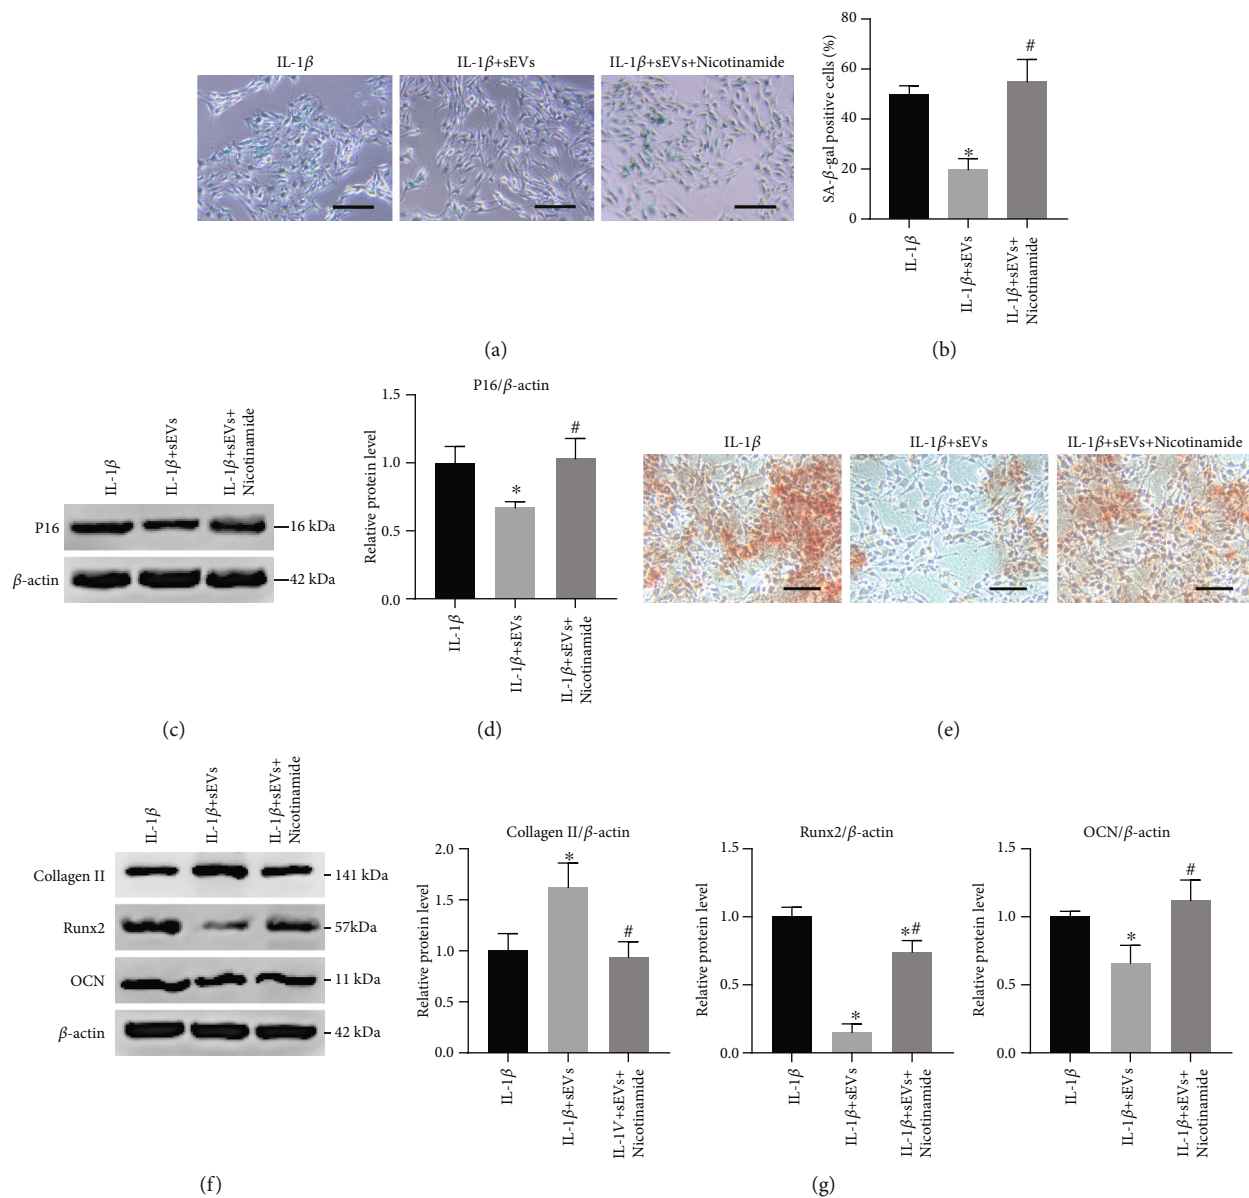 IL-1β
IL-1β+sEVs
IL-1β+sEVs+Nicotinamide
(a)
80
60
40
20
0
SA-β-gal positive cells (%)
*
#
IL-1β
IL-1β+sEVs
IL-1β+sEVs+
Nicotinamide
(b)
IL-1β
IL-1β+sEVs
IL-1β+sEVs+
Nicotinamide
P16
16 kDa
β-actin
42 kDa
(c)
P16/β-actin
1.5
1.0
0.5
0.0
Relative protein level
*
#
IL-1β
IL-1β+sEVs
IL-1β+sEVs+
Nicotinamide
(d)
IL-1β
IL-1β+sEVs
IL-1β+sEVs+Nicotinamide
(e)
IL-1β
IL-1β+sEVs
IL-1β+sEVs+
Nicotinamide
Collagen II
141 kDa
Runx2
57kDa
OCN
11 kDa
β-actin
42 kDa
(f)
Collagen II/β-actin
2.0
1.5
1.0
0.5
0.0
Relative protein level
*
#
IL-1β
IL-1β+sEVs
IL-1V+sEVs+
Nicotinamide
Runx2/β-actin
1.5
1.0
0.5
0.0
Relative protein level
*
*#
IL-1β
IL-1β+sEVs
IL-1β+sEVs+
Nicotinamide
OCN/β-actin
1.5
1.0
0.5
0.0
Relative protein level
*
#
IL-1β
IL-1β+sEVs
IL-1β+sEVs+
Nicotinamide
(g)